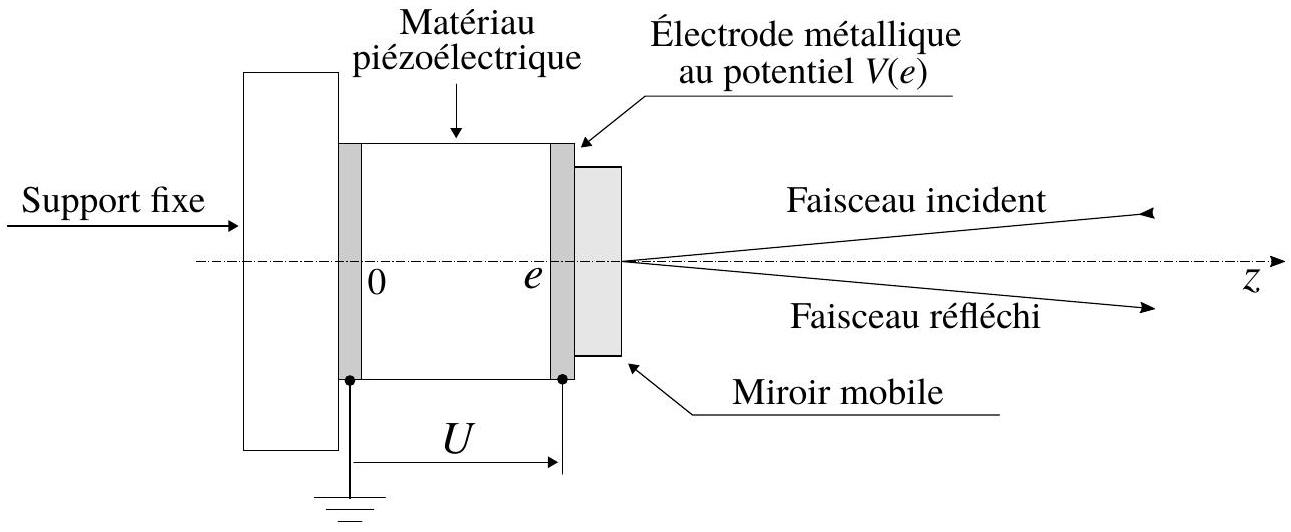 Matériau
piézoélectrique
Électrode métallique
au potentiel V(e)
Support fixe
Faisceau incident
0
e
z
Faisceau réfléchi
Miroir mobile
U